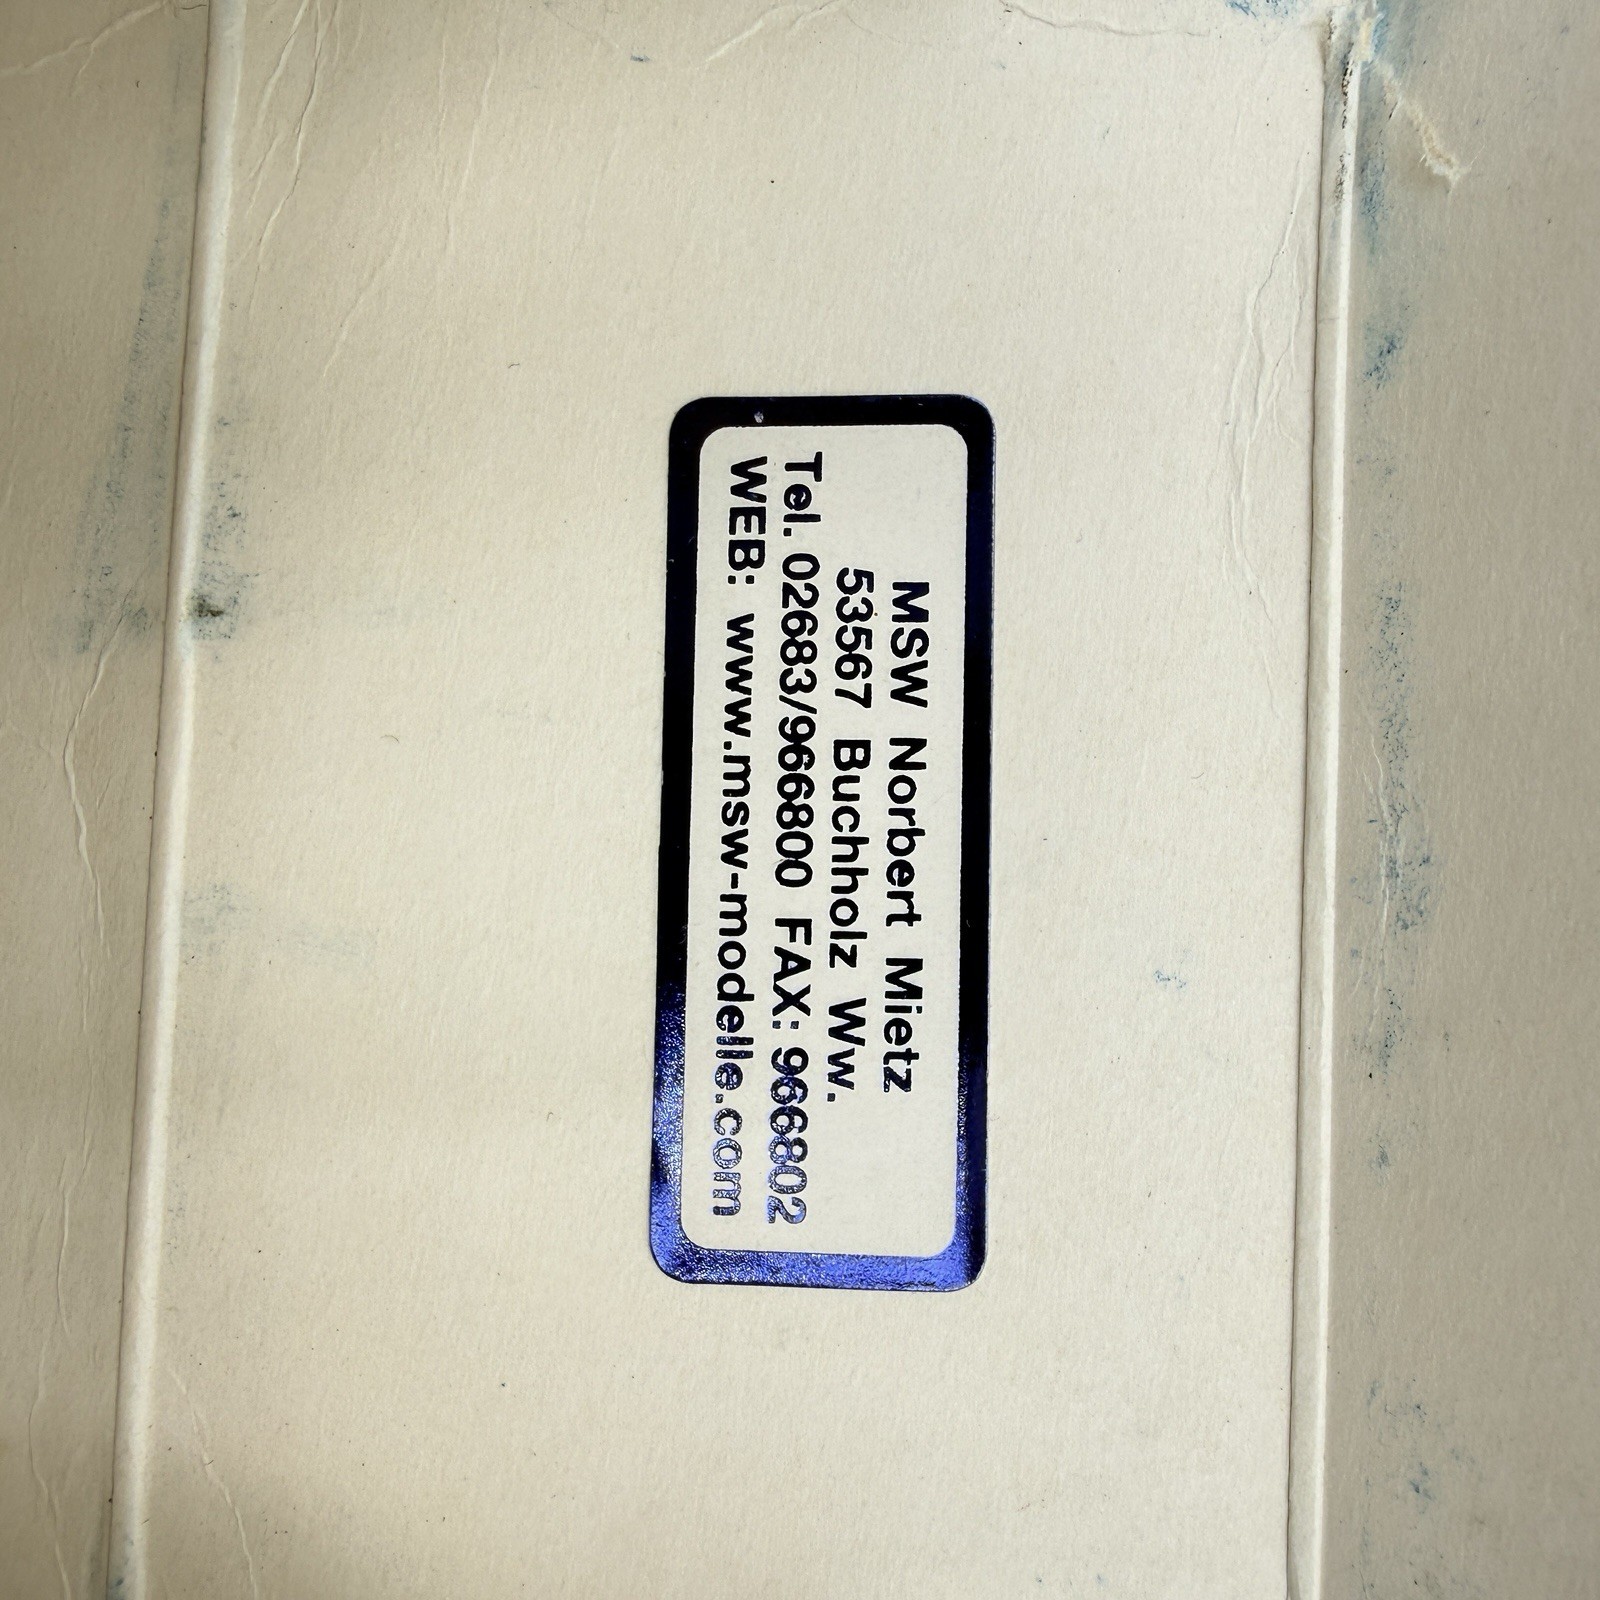 MSW Norbert Mietz
53567 Buchholz Ww.
Tel. 02683/966800 FAX: 966802
WEB: www.msw-modelle.com